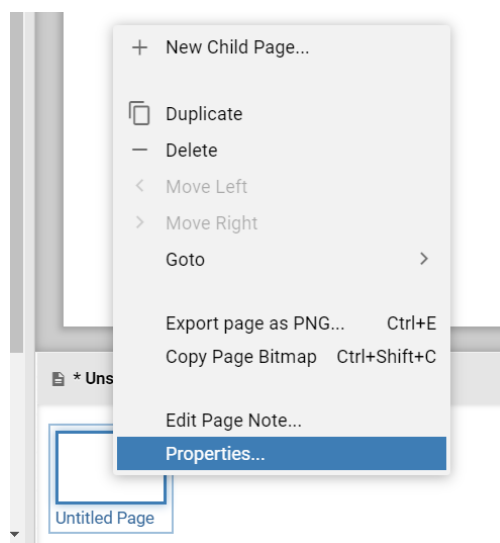 New Child Page...
Duplicate
Delete
Move Left
Move Right
Goto
Export page as PNG... Ctrl+E
Copy Page Bitmap Ctrl+Shift+C
* Uns
Edit Page Note...
Properties...
Untitled Page